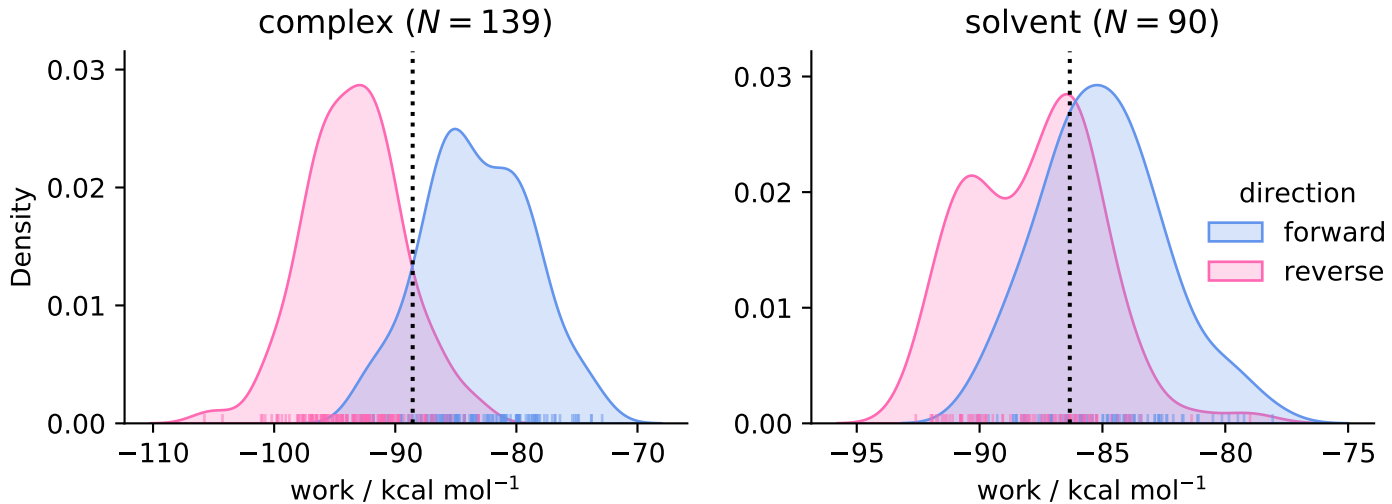 complex (N = 139)
solvent (N = 90)
Density
0.03
0.02
0.01
0.00
−110
−100
−90
−80
−70
work / kcal mol⁻¹
0.03
0.02
0.01
0.00
−95
−90
−85
−80
−75
work / kcal mol⁻¹
direction
forward
reverse